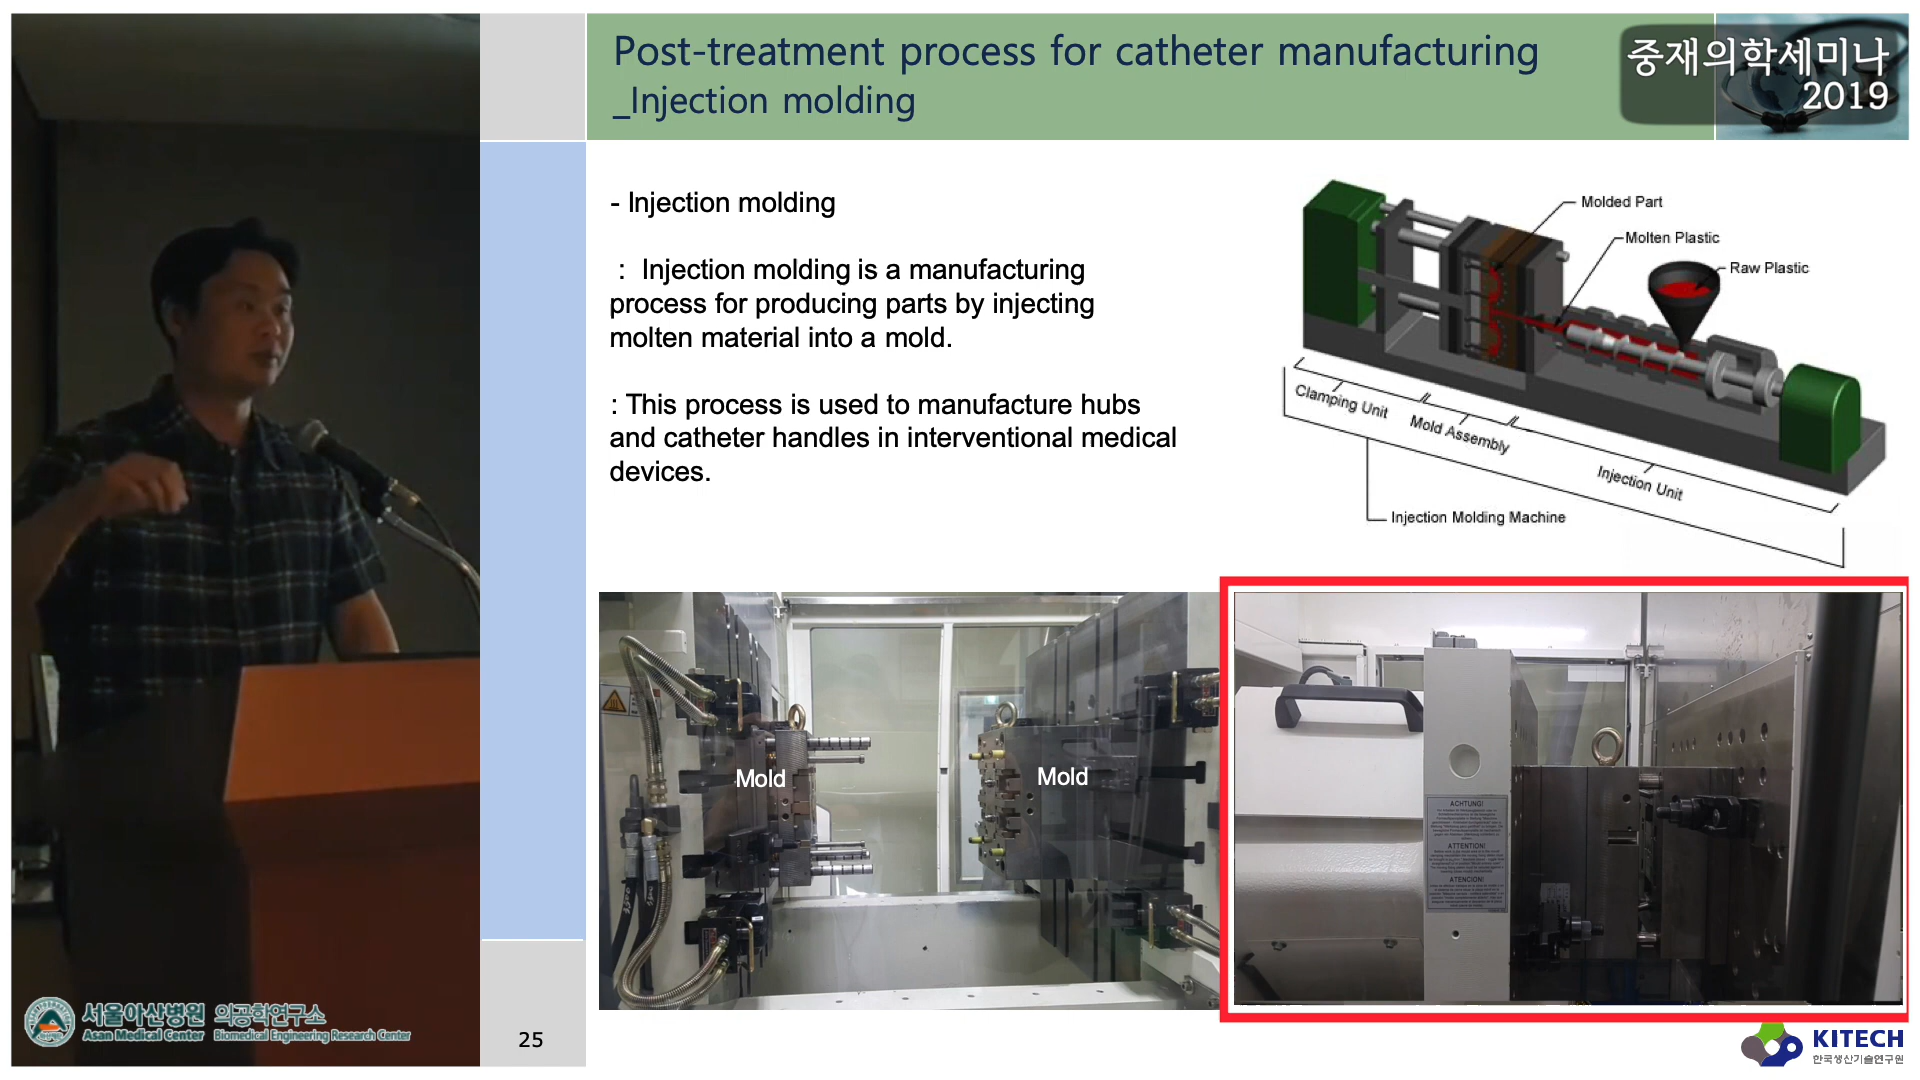 Post-treatment process for catheter manufacturing
_Injection molding
중재의학세미나
2019
- Injection molding
: Injection molding is a manufacturing
process for producing parts by injecting
molten material into a mold.
: This process is used to manufacture hubs
and catheter handles in interventional medical
devices.
Molded Part
Molten Plastic
Raw Plastic
Clamping Unit
Mold Assembly
Injection Unit
Injection Molding Machine
Mold
Mold
ACHTUNG!
ATTENTION!
ATENCION!
서울아산병원 의공학연구소
Asan Medical Center Biomedical Engineering Research Center
25
KITECH
한국생산기술연구원